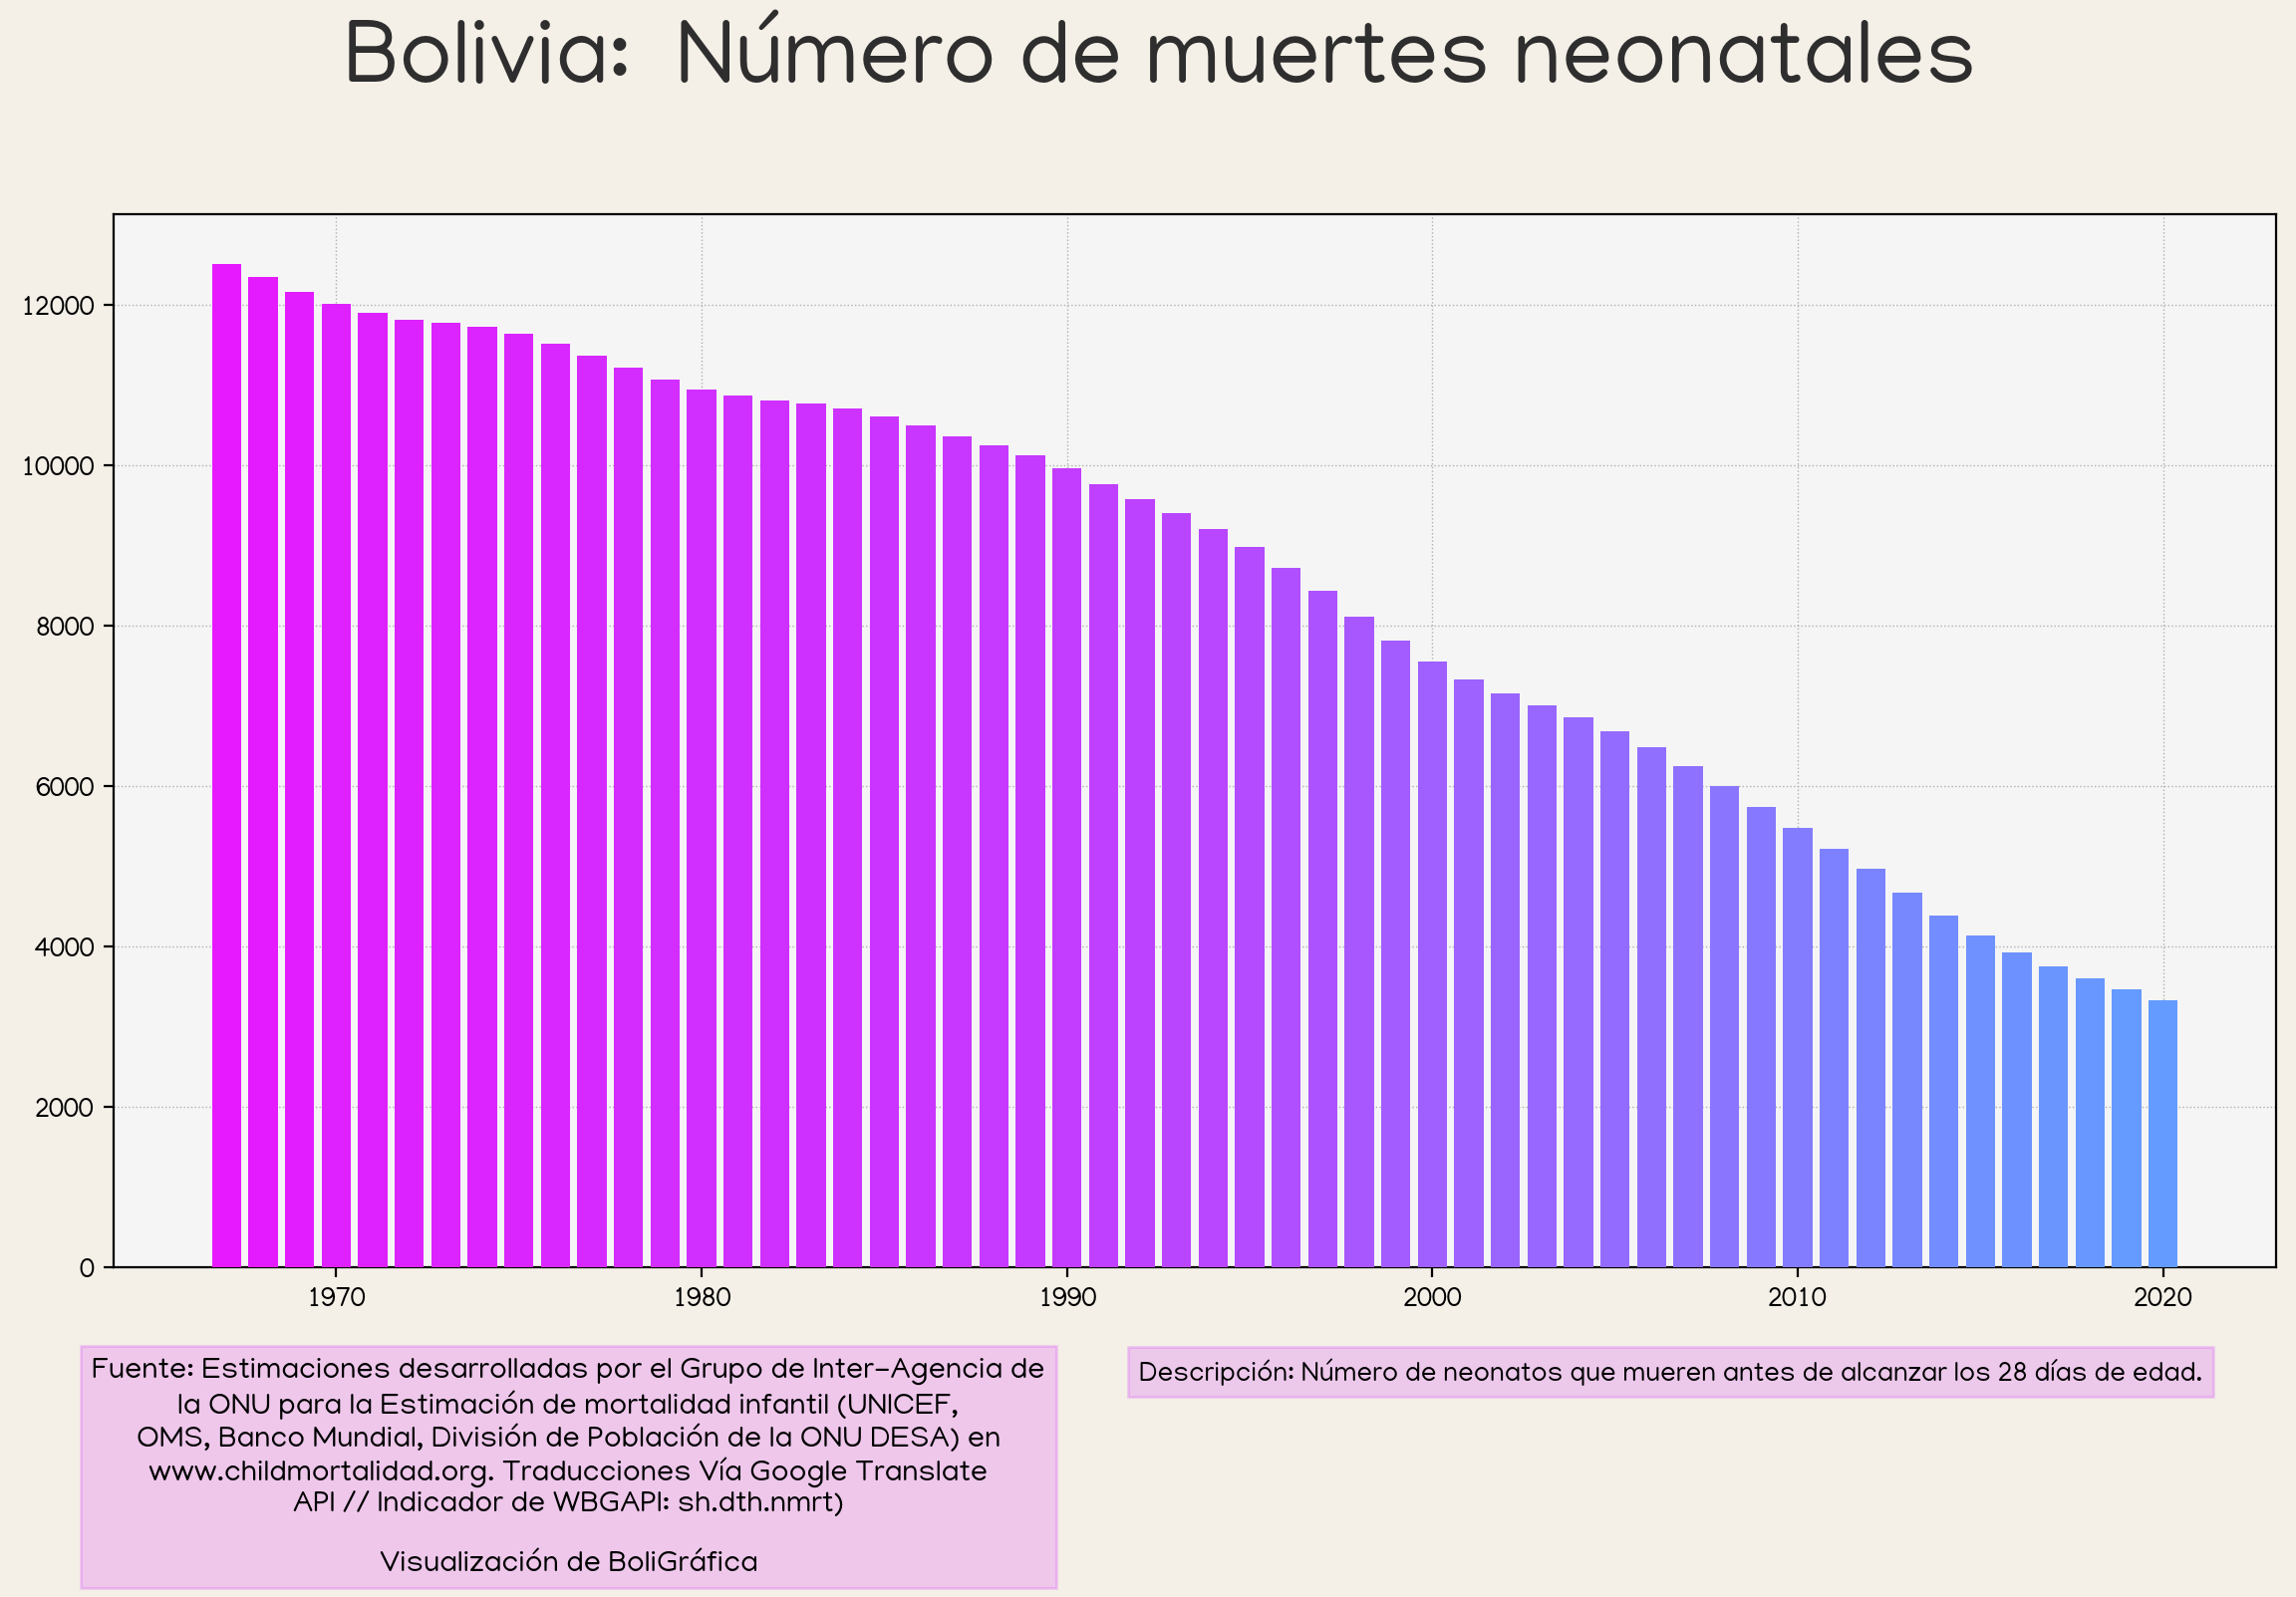 Bolivia:  Número de muertes neonatales
12000
10000
8000
6000
4000
2000
0
1970
1980
1990
2000
2010
2020
Fuente: Estimaciones desarrolladas por el Grupo de Inter-Agencia de
la ONU para la Estimación de mortalidad infantil (UNICEF,
OMS, Banco Mundial, División de Población de la ONU DESA) en
www.childmortalidad.org. Traducciones Vía Google Translate
API // Indicador de WBGAPI: sh.dth.nmrt)
Visualización de BoliGráfica
Descripción: Número de neonatos que mueren antes de alcanzar los 28 días de edad.